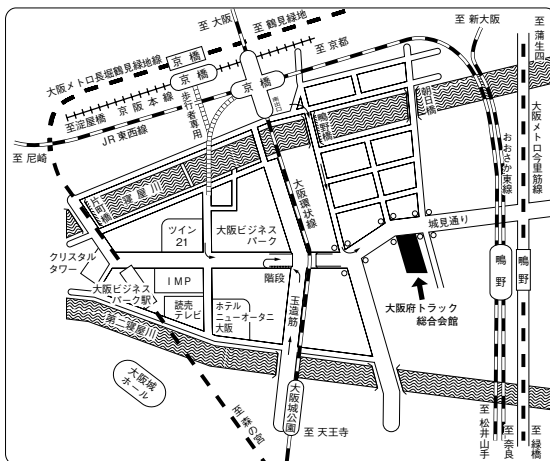 至大阪
至鶴見緑地
大阪メトロ長堀鶴見緑地線
京橋
至京都
京橋
京阪本線
至淀屋橋
京橋
南口
歩行者専用
JR東西線
至尼崎
至新大阪
至蒲生四
大阪メトロ今里筋線
おおさか東線
朝日橋
鴫野橋
寝屋川
片町橋
大阪環状線
城見通り
ツイン
21
大阪ビジネス
パーク
クリスタル
タワー
大阪ビジネス
パーク駅
IMP
階段
読売
テレビ
ホテル
ニューオータニ
大阪
玉造筋
鴫野
鴫野
大阪府トラック
総合会館
第二寝屋川
大阪城
ホール
大阪城公園
至森の宮
至天王寺
至松井山手
至奈良
至緑橋